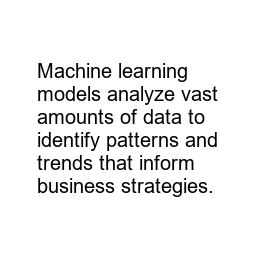 Machine learning
models analyze vast
amounts of data to
identify patterns and
trends that inform
business strategies.